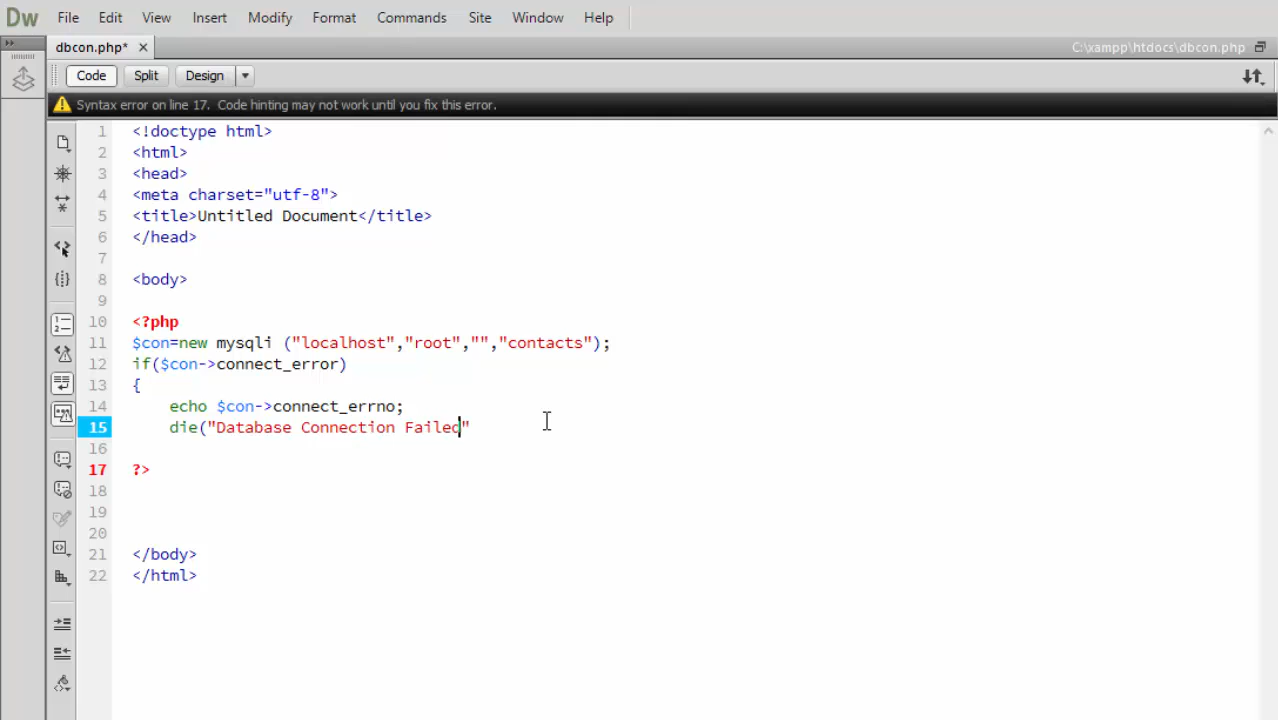 Dw File Edit View Insert Modify Format Commands Site Window Help
dbcon.php* C:\xampp\htdocs\dbcon.php
Code Split Design
Syntax error on line 17. Code hinting may not work until you fix this error.
1 <!doctype html>
2 <html>
3 <head>
4 <meta charset="utf-8">
5 <title>Untitled Document</title>
6 </head>
7
8 <body>
9
10 <?php
11 $con=new mysqli ("localhost","root","","contacts");
12 if($con->connect_error)
13 {
14 echo $con->connect_errno;
15 die("Database Connection Failed"
16
17 ?>
18
19
20
21 </body>
22 </html>